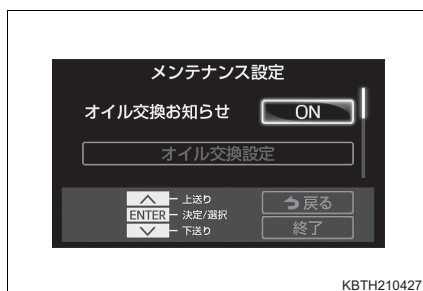 メンテナンス設定
オイル交換お知らせ ON
オイル交換設定
上送り
ENTER 決定/選択
下送り
戻る
終了
KBTH210427